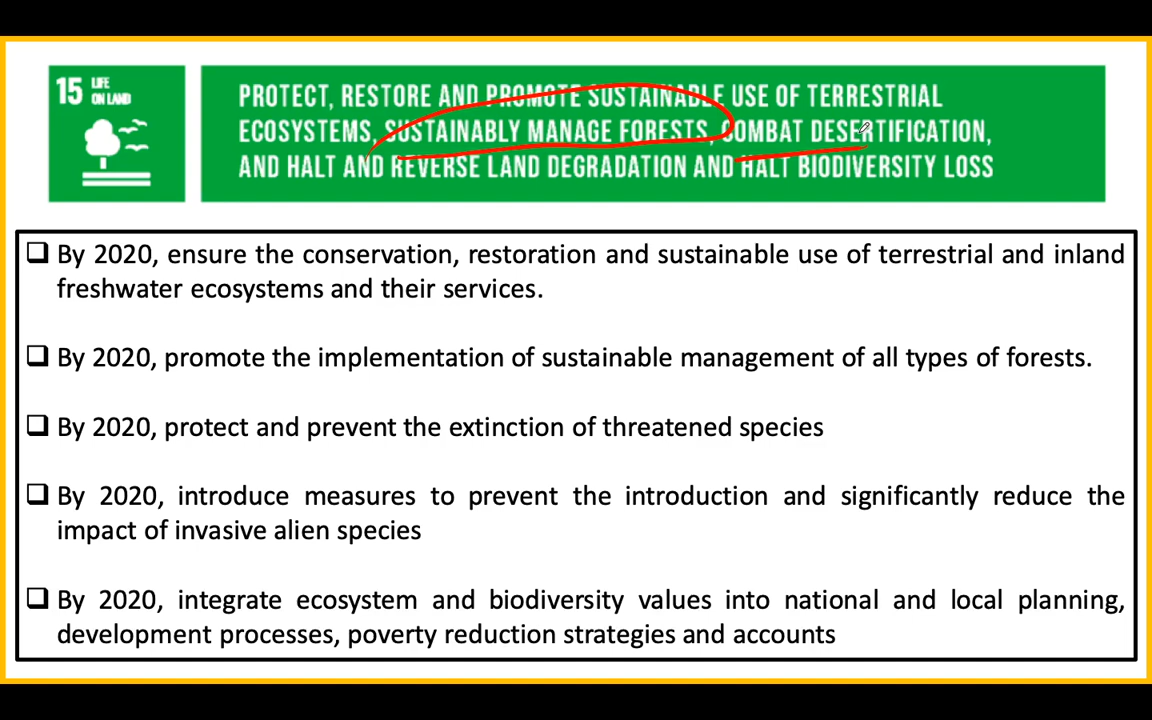 15 LIFE
ON LAND
PROTECT, RESTORE AND PROMOTE SUSTAINABLE USE OF TERRESTRIAL
ECOSYSTEMS, SUSTAINABLY MANAGE FORESTS, COMBAT DESERTIFICATION,
AND HALT AND REVERSE LAND DEGRADATION AND HALT BIODIVERSITY LOSS
❑ By 2020, ensure the conservation, restoration and sustainable use of terrestrial and inland
freshwater ecosystems and their services.
❑ By 2020, promote the implementation of sustainable management of all types of forests.
❑ By 2020, protect and prevent the extinction of threatened species
❑ By 2020, introduce measures to prevent the introduction and significantly reduce the
impact of invasive alien species
❑ By 2020, integrate ecosystem and biodiversity values into national and local planning,
development processes, poverty reduction strategies and accounts